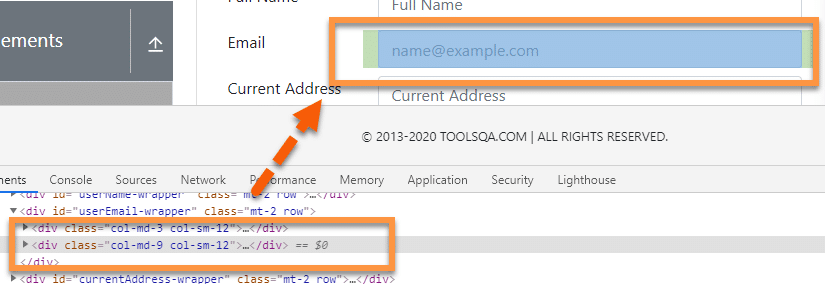 Full Name
Full Name
ements
Email
name@example.com
Current Address
Current Address
© 2013-2020 TOOLSQA.COM | ALL RIGHTS RESERVED.
ments
Console
Sources
Network
Performance
Memory
Application
Security
Lighthouse
<div id="userName-wrapper" class="mt-2 row">…</div>
<div id="userEmail-wrapper" class="mt-2 row">
<div class="col-md-3 col-sm-12">…</div>
<div class="col-md-9 col-sm-12">…</div> == $0
</div>
<div id="currentAddress-wrapper" class="mt-2 row">…</div>